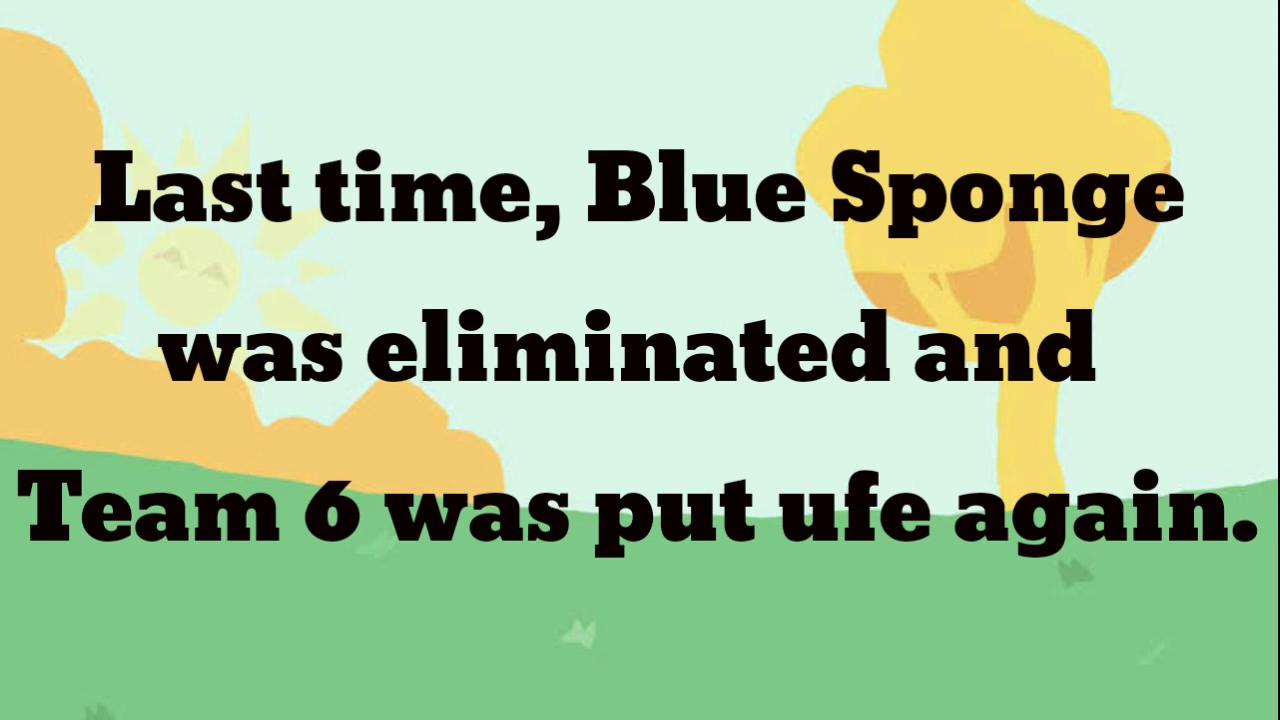 Last time, Blue Sponge
was eliminated and
Team 6 was put ufe again.